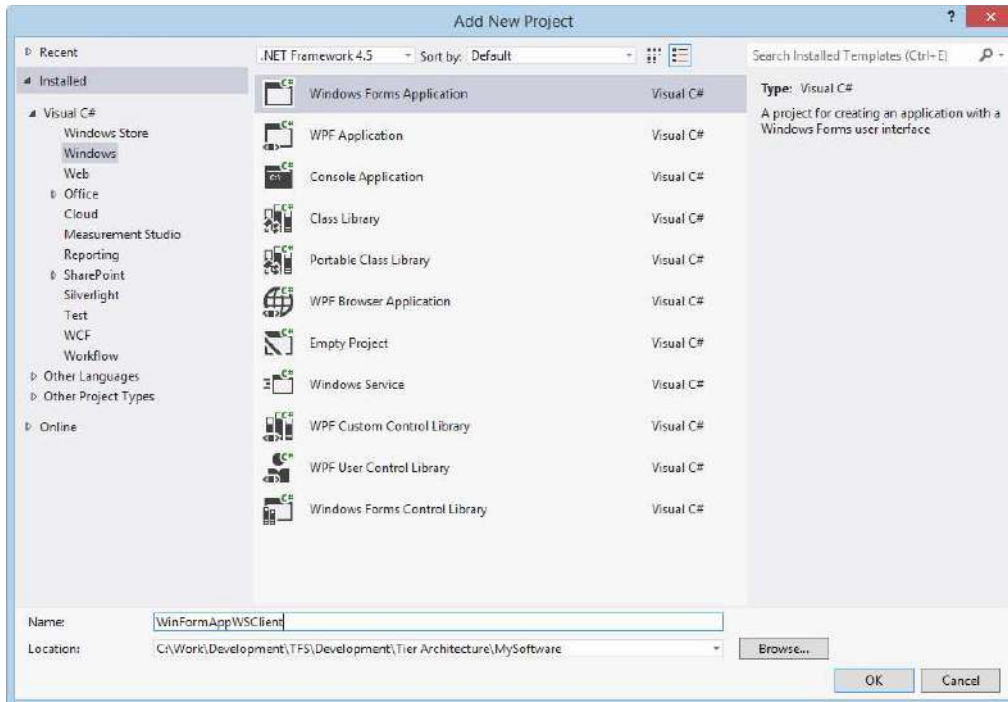 Add New Project
? ×
Recent
.NET Framework 4.5 Sort by: Default
Search Installed Templates (Ctrl+E)
Installed
Visual C#
Windows Store
Windows
Web
Office
Cloud
Measurement Studio
Reporting
SharePoint
Silverlight
Test
WCF
Workflow
Other Languages
Other Project Types
Online
Windows Forms Application Visual C#
WPF Application Visual C#
Console Application Visual C#
Class Library Visual C#
Portable Class Library Visual C#
WPF Browser Application Visual C#
Empty Project Visual C#
Windows Service Visual C#
WPF Custom Control Library Visual C#
WPF User Control Library Visual C#
Windows Forms Control Library Visual C#
Type: Visual C#
A project for creating an application with a
Windows Forms user interface
Name: WinFormAppWSClient
Location: C:\Work\Development\TFS\Development\Tier Architecture\MySoftware Browse...
OK Cancel